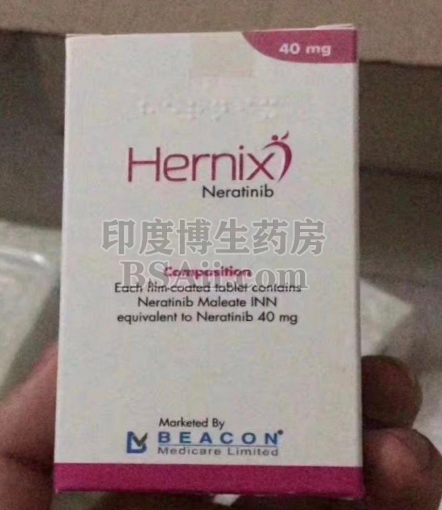 40 mg
Hernix
Neratinib
印度博生药房
BSAii.com
Composition
Each film-coated tablet contains
Neratinib Maleate INN
equivalent to Neratinib 40 mg
Marketed By
BEACON®
Medicare Limited